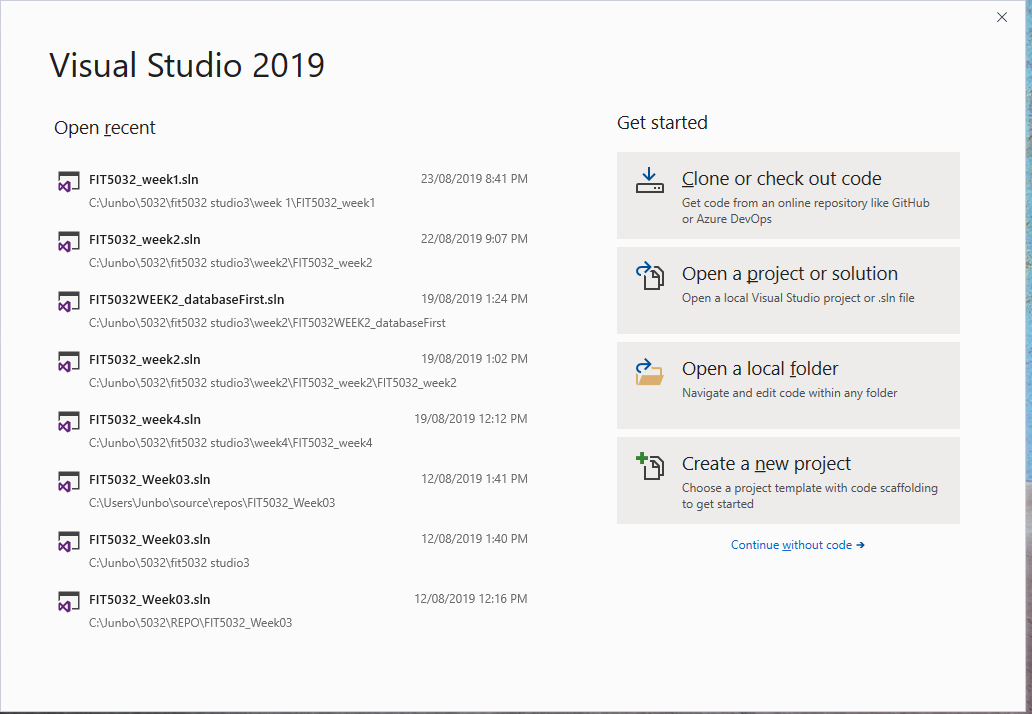 Visual Studio 2019
Open recent
FIT5032_week1.sln 23/08/2019 8:41 PM
C:\Junbo\5032\fit5032 studio3\week 1\FIT5032_week1
FIT5032_week2.sln 22/08/2019 9:07 PM
C:\Junbo\5032\fit5032 studio3\week2\FIT5032_week2
FIT5032WEEK2_databaseFirst.sln 19/08/2019 1:24 PM
C:\Junbo\5032\fit5032 studio3\week2\FIT5032WEEK2_databaseFirst
FIT5032_week2.sln 19/08/2019 1:02 PM
C:\Junbo\5032\fit5032 studio3\week2\FIT5032_week2\FIT5032_week2
FIT5032_week4.sln 19/08/2019 12:12 PM
C:\Junbo\5032\fit5032 studio3\week4\FIT5032_week4
FIT5032_Week03.sln 12/08/2019 1:41 PM
C:\Users\Junbo\source\repos\FIT5032_Week03
FIT5032_Week03.sln 12/08/2019 1:40 PM
C:\Junbo\5032\fit5032 studio3
FIT5032_Week03.sln 12/08/2019 12:16 PM
C:\Junbo\5032\REPO\FIT5032_Week03
Get started
Clone or check out code
Get code from an online repository like GitHub
or Azure DevOps
Open a project or solution
Open a local Visual Studio project or .sln file
Open a local folder
Navigate and edit code within any folder
Create a new project
Choose a project template with code scaffolding
to get started
Continue without code →